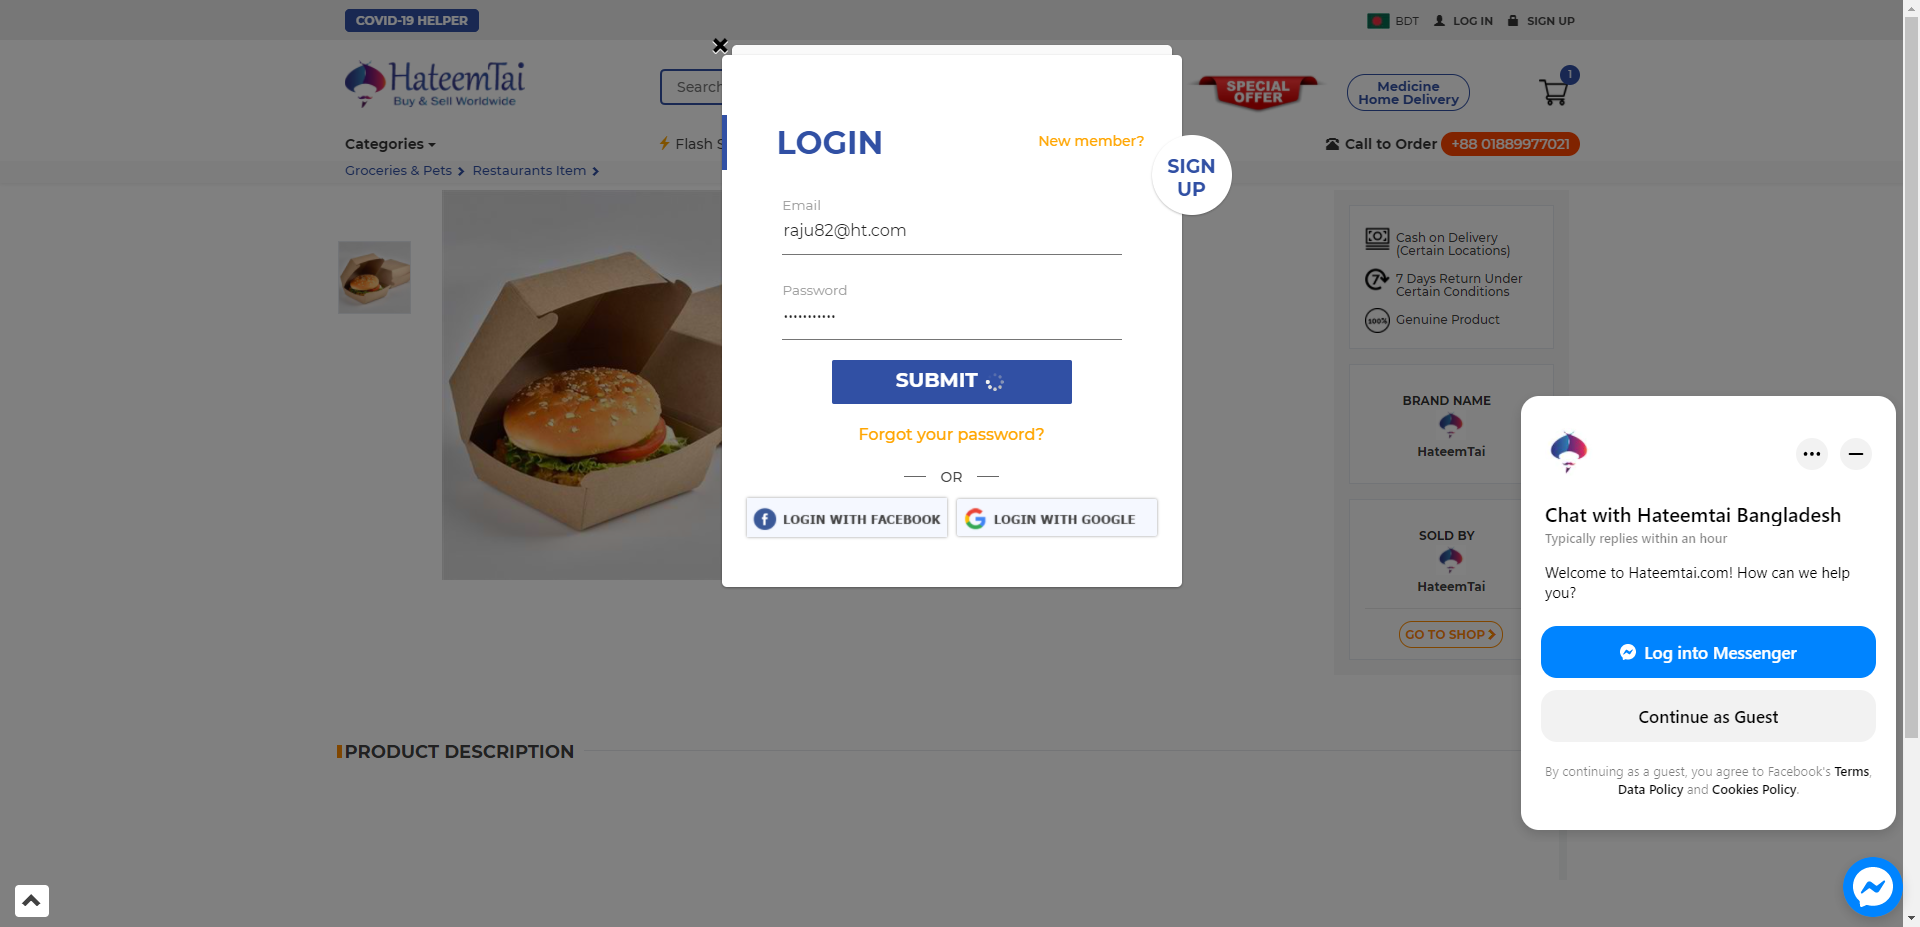 COVID-19 HELPER
BDT LOG IN SIGN UP
HateemTai
Buy & Sell Worldwide
Search
SPECIAL
OFFER
Medicine
Home Delivery
1
Categories
Flash S
Call to Order +88 01889977021
Groceries & Pets Restaurants Item
LOGIN
New member?
SIGN
UP
Email
raju82@ht.com
Password
SUBMIT
Forgot your password?
OR
LOGIN WITH FACEBOOK
LOGIN WITH GOOGLE
Cash on Delivery
(Certain Locations)
7
7 Days Return Under
Certain Conditions
100%
Genuine Product
BRAND NAME
HateemTai
SOLD BY
HateemTai
GO TO SHOP
PRODUCT DESCRIPTION
Chat with Hateemtai Bangladesh
Typically replies within an hour
Welcome to Hateemtai.com! How can we help
you?
Log into Messenger
Continue as Guest
By continuing as a guest, you agree to Facebook's Terms,
Data Policy and Cookies Policy.